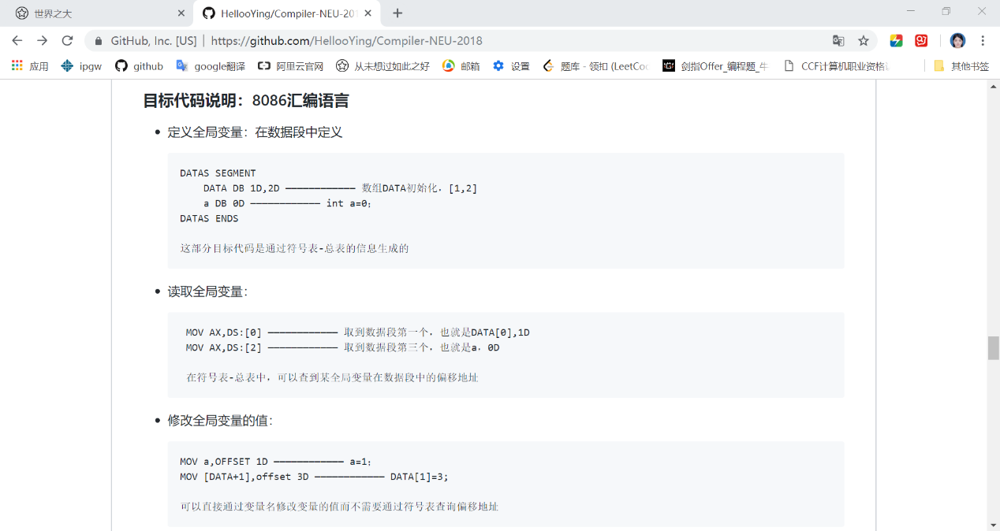 世界之大
HellooYing/Compiler-NEU-201
GitHub, Inc. [US] | https://github.com/HellooYing/Compiler-NEU-2018
应用 ipgw github google翻译 阿里云官网 从未想过如此之好 邮箱 设置 题库 - 领扣 (LeetCo 剑指Offer_编程题_牛 CCF计算机职业资格 其他书签
目标代码说明：8086汇编语言
定义全局变量：在数据段中定义
DATAS SEGMENT
DATA DB 1D,2D ———————————— 数组DATA初始化，[1,2]
a DB 0D ———————————— int a=0;
DATAS ENDS
这部分目标代码是通过符号表-总表的信息生成的
读取全局变量：
MOV AX,DS:[0] ———————————— 取到数据段第一个，也就是DATA[0],1D
MOV AX,DS:[2] ———————————— 取到数据段第三个，也就是a，0D
在符号表-总表中，可以查到某全局变量在数据段中的偏移地址
修改全局变量的值：
MOV a,OFFSET 1D ———————————— a=1;
MOV [DATA+1],offset 3D ———————————— DATA[1]=3;
可以直接通过变量名修改变量的值而不需要通过符号表查询偏移地址